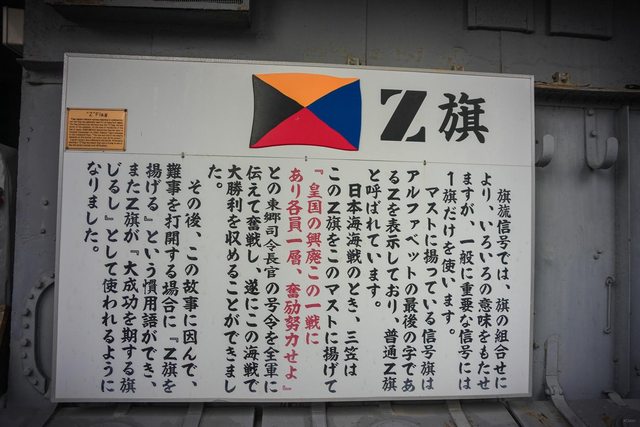 Z旗
"Z" FLAG
旗旒信号では、旗の組合せに
より、いろいろの意味をもたせ
ますが、一般に重要な信号には
1旗だけを使います。
マストに揚っている信号旗は
アルファベットの最後の字であ
るZを表示しており 普通Z旗
と呼ばれています。
日本海海戦のとき、三笠は
このZ旗をこのマストに揚げて
『皇国の興廃この一戦に
あり各員一層、奮励努力せよ』
との東郷司令長官の号令を全軍に
伝えて奮戦し、遂にこの海戦で
大勝利を収めることができまし
た。
その後、この故事に因んで、
難事を打開する場合に『Z旗を
揚げる』という慣用語ができ、
またZ旗が『大成功を期する旗
じるし』として使われるように
なりました。